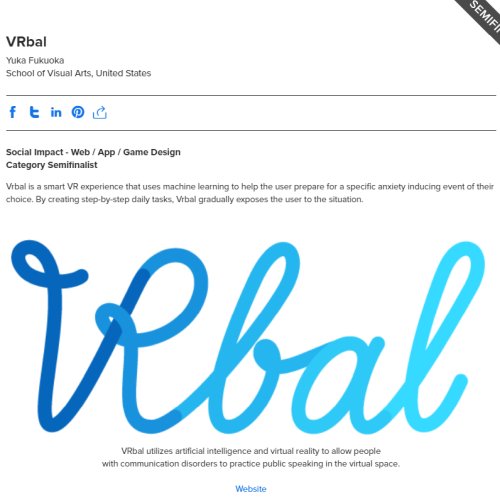 SEMIFI
VRbal
Yuka Fukuoka
School of Visual Arts, United States
Social Impact - Web / App / Game Design
Category Semifinalist
Vrbal is a smart VR experience that uses machine learning to help the user prepare for a specific anxiety inducing event of their
choice. By creating step-by-step daily tasks, Vrbal gradually exposes the user to the situation.
VRbal
VRbal utilizes artificial intelligence and virtual reality to allow people
with communication disorders to practice public speaking in the virtual space.
Website